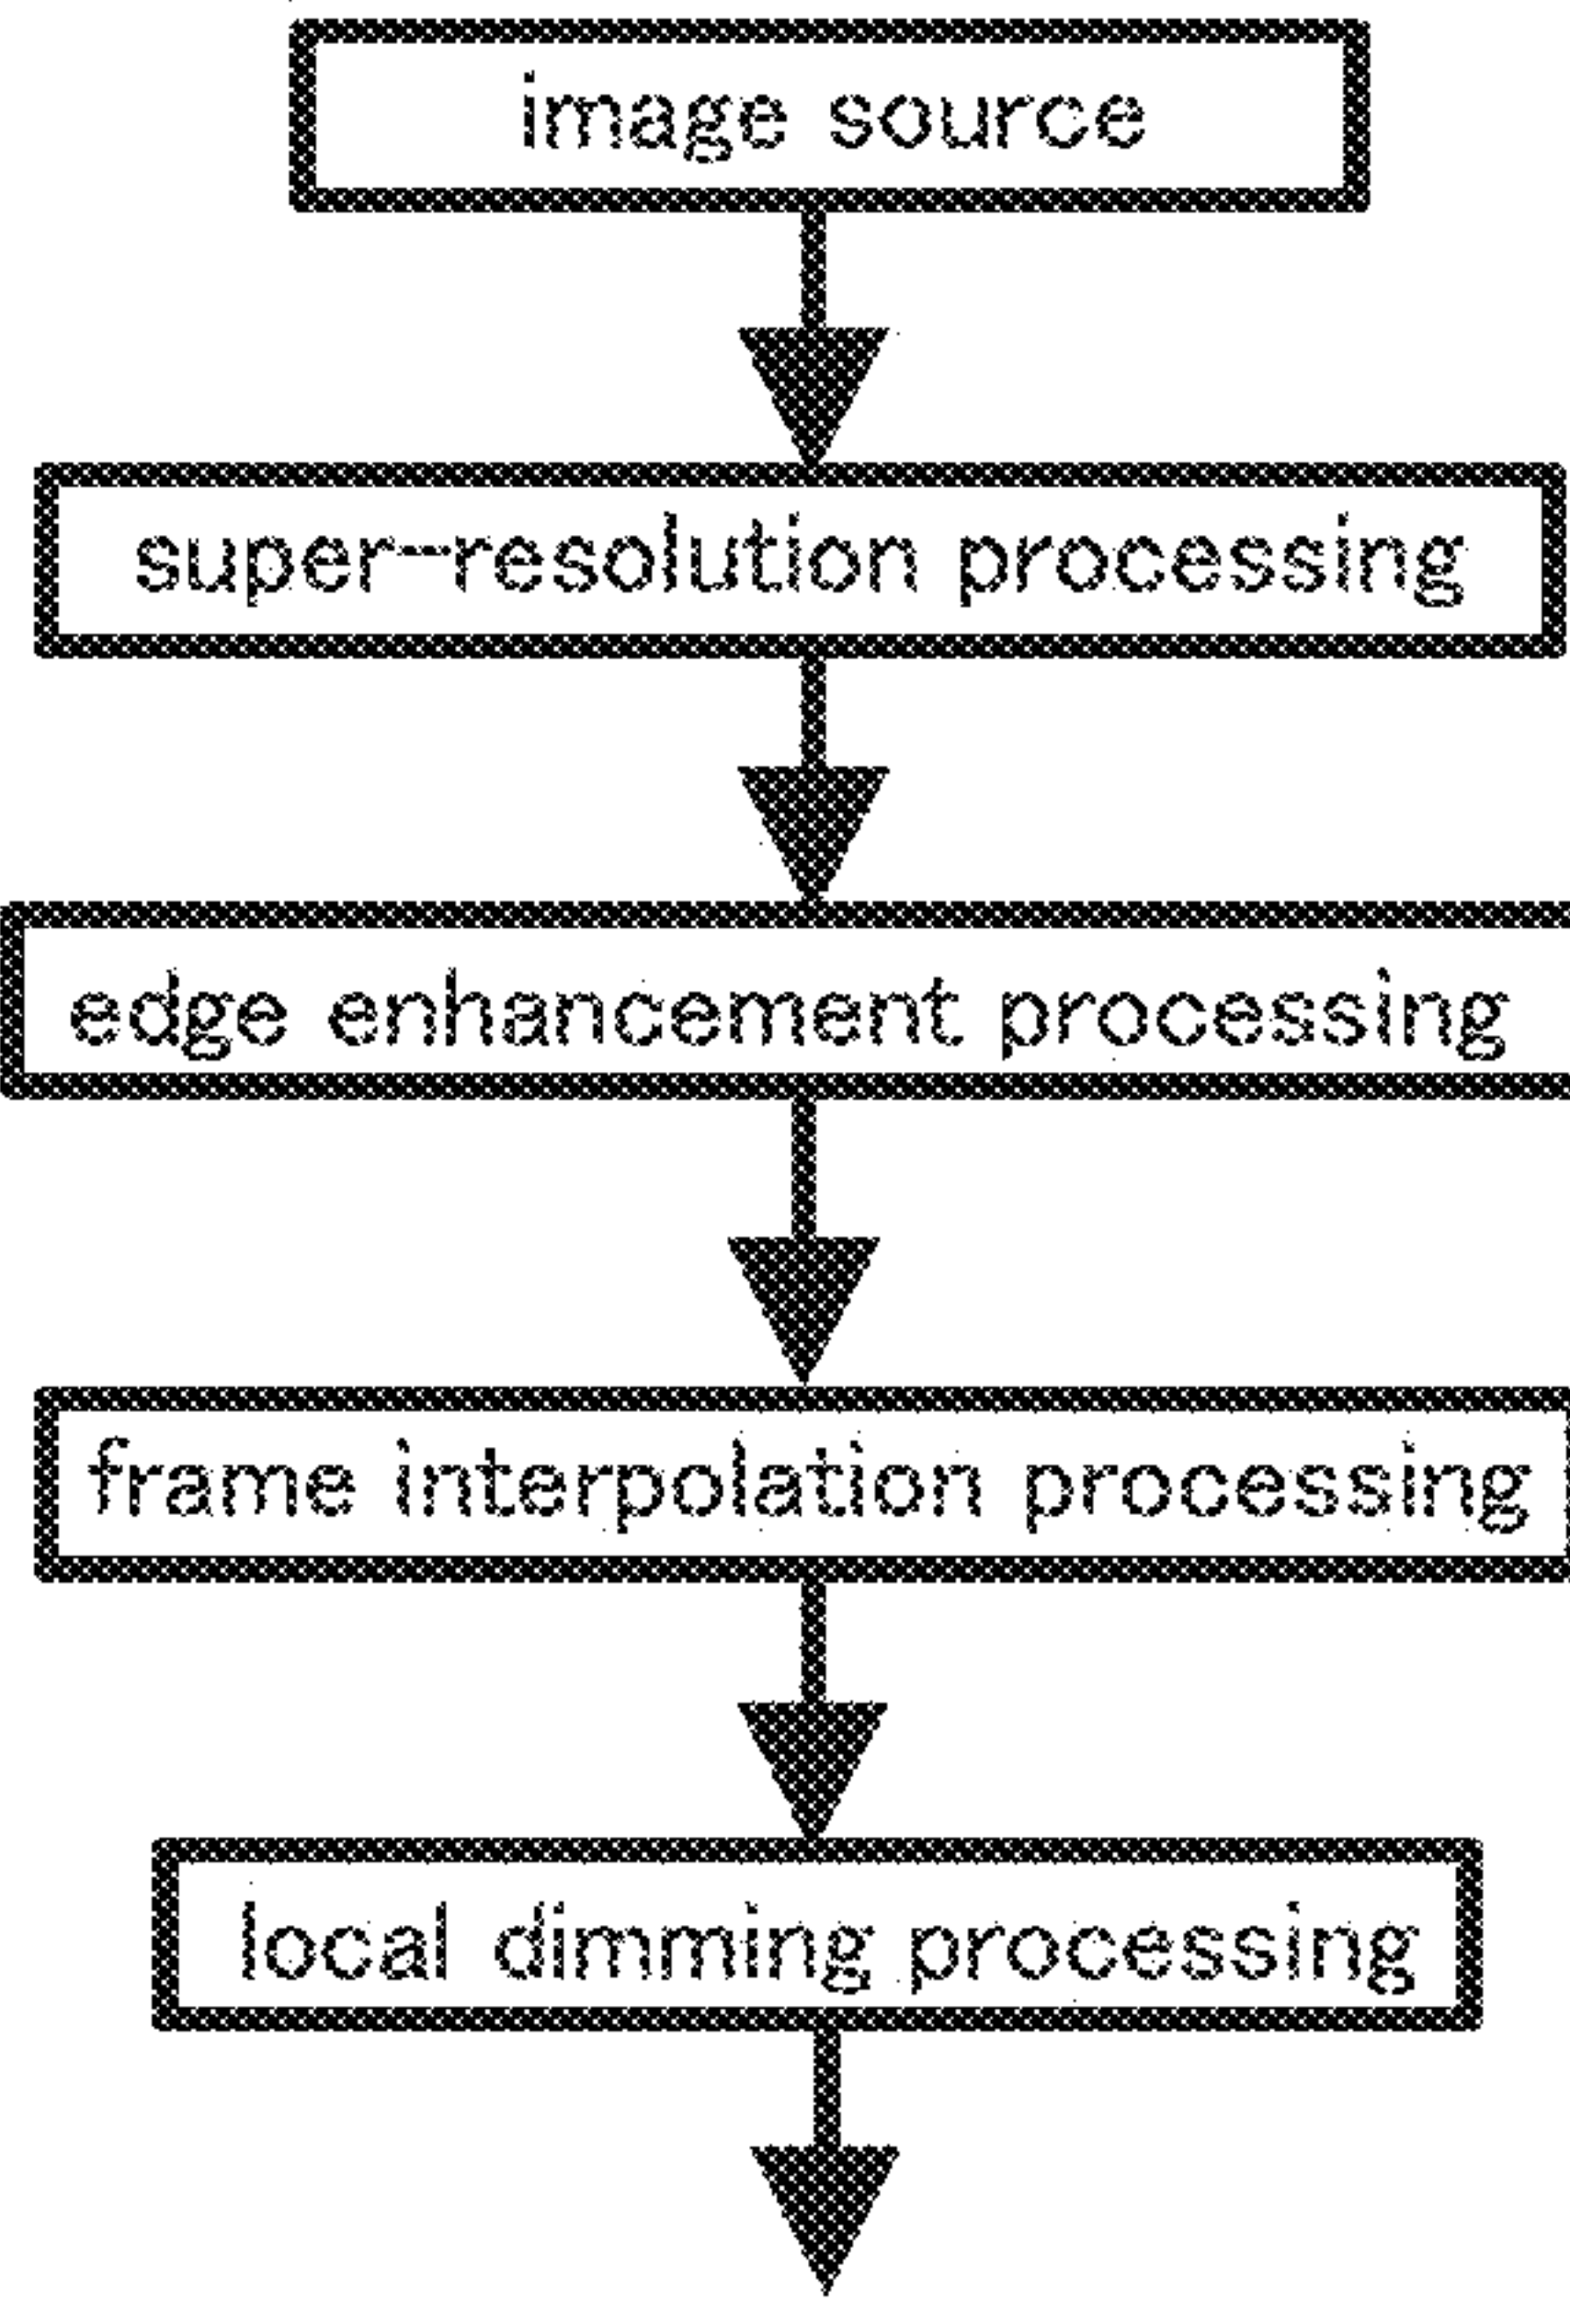 image source
super-resolution processing
edge enhancement processing
frame interpolation processing
local dimming processing